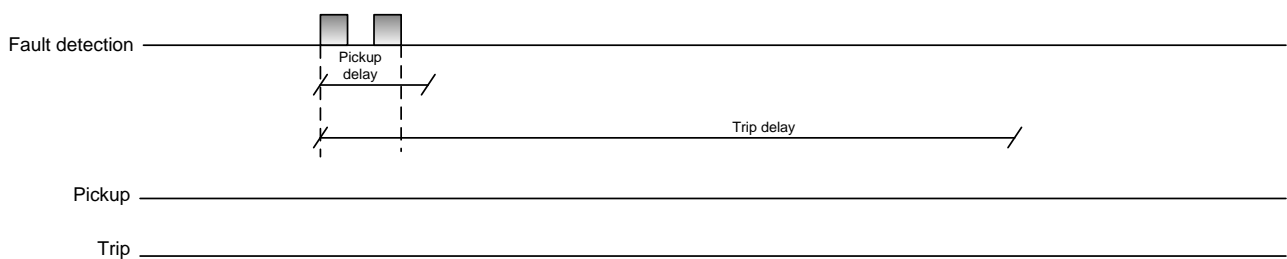 Fault detection
Pickup
delay
Trip delay
Pickup
Trip